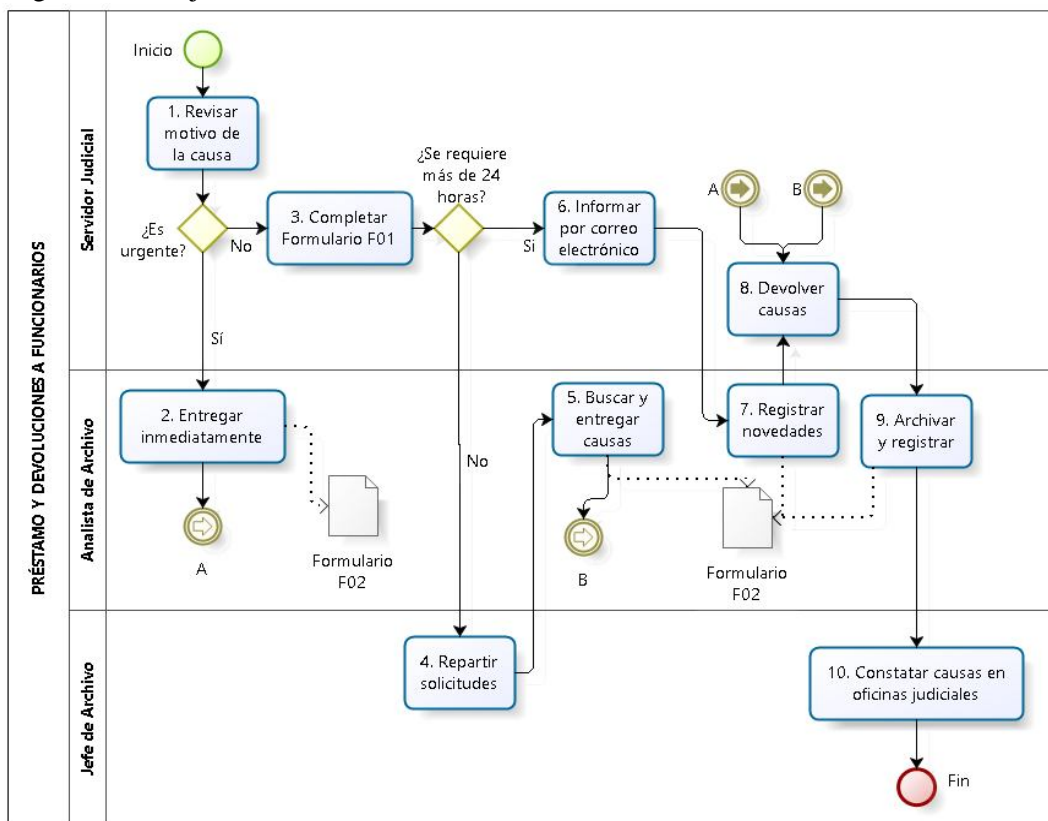 PRÉSTAMO Y DEVOLUCIONES A FUNCIONARIOS
Servidor Judicial
Inicio
1. Revisar
motivo de
la causa
¿Es
urgente?
No
Sí
3. Completar
Formulario F01
¿Se requiere
más de 24
horas?
Si
No
6. Informar
por correo
electrónico
A
B
8. Devolver
causas
Analista de Archivo
2. Entregar
inmediatamente
A
Formulario
F02
5. Buscar y
entregar
causas
B
7. Registrar
novedades
Formulario
F02
9. Archivar
y registrar
Jefe de Archivo
4. Repartir
solicitudes
10. Constatar causas en
oficinas judiciales
Fin